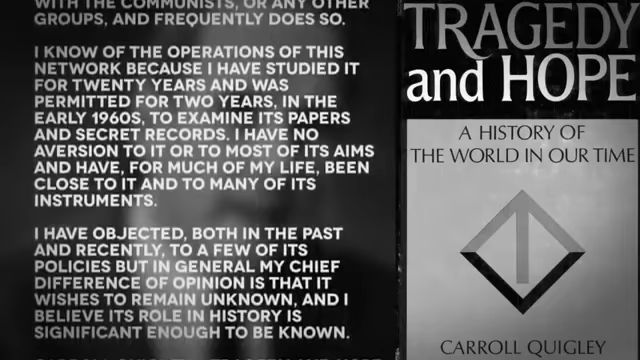 WITH THE COMMUNISTS, OR ANY OTHER
GROUPS, AND FREQUENTLY DOES SO.
I KNOW OF THE OPERATIONS OF THIS
NETWORK BECAUSE I HAVE STUDIED IT
FOR TWENTY YEARS AND WAS
PERMITTED FOR TWO YEARS, IN THE
EARLY 1960S, TO EXAMINE ITS PAPERS
AND SECRET RECORDS. I HAVE NO
AVERSION TO IT OR TO MOST OF ITS AIMS
AND HAVE, FOR MUCH OF MY LIFE, BEEN
CLOSE TO IT AND TO MANY OF ITS
INSTRUMENTS.
I HAVE OBJECTED, BOTH IN THE PAST
AND RECENTLY, TO A FEW OF ITS
POLICIES BUT IN GENERAL MY CHIEF
DIFFERENCE OF OPINION IS THAT IT
WISHES TO REMAIN UNKNOWN, AND I
BELIEVE ITS ROLE IN HISTORY IS
SIGNIFICANT ENOUGH TO BE KNOWN.
TRAGEDY
and HOPE
A HISTORY OF
THE WORLD IN OUR TIME
CARROLL QUIGLEY